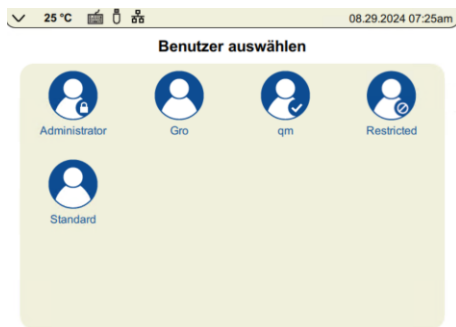 25 °C 08.29.2024 07:25am
Benutzer auswählen
Administrator Gro qm Restricted
Standard